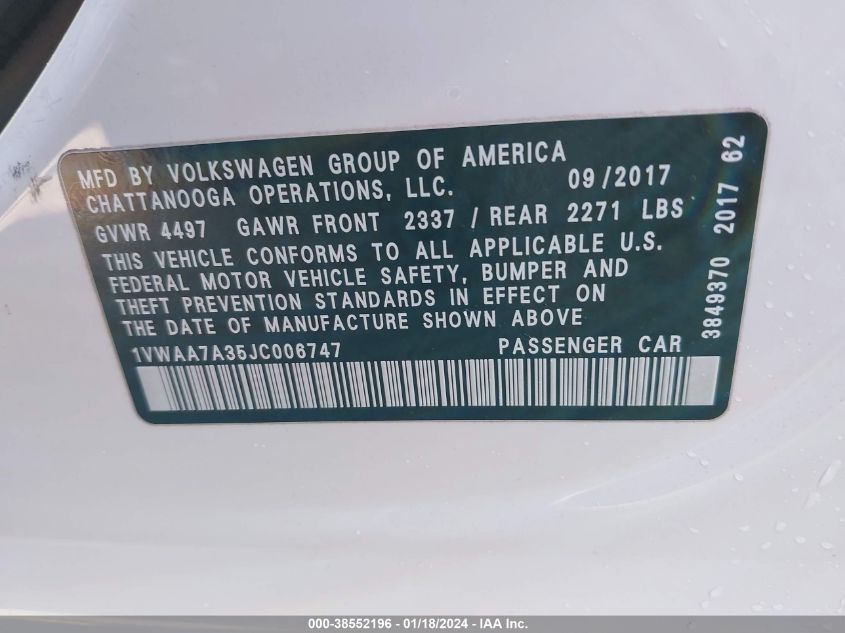 MFD BY VOLKSWAGEN GROUP OF AMERICA
CHATTANOOGA OPERATIONS, LLC. 09/2017
GVWR 4497 GAWR FRONT 2337 / REAR 2271 LBS
THIS VEHICLE CONFORMS TO ALL APPLICABLE U.S.
FEDERAL MOTOR VEHICLE SAFETY, BUMPER AND
THEFT PREVENTION STANDARDS IN EFFECT ON
THE DATE OF MANUFACTURE SHOWN ABOVE
1VWAA7A35JC006747 PASSENGER CAR
3849370 2017 62
000-38552196 - 01/18/2024 - IAA Inc.